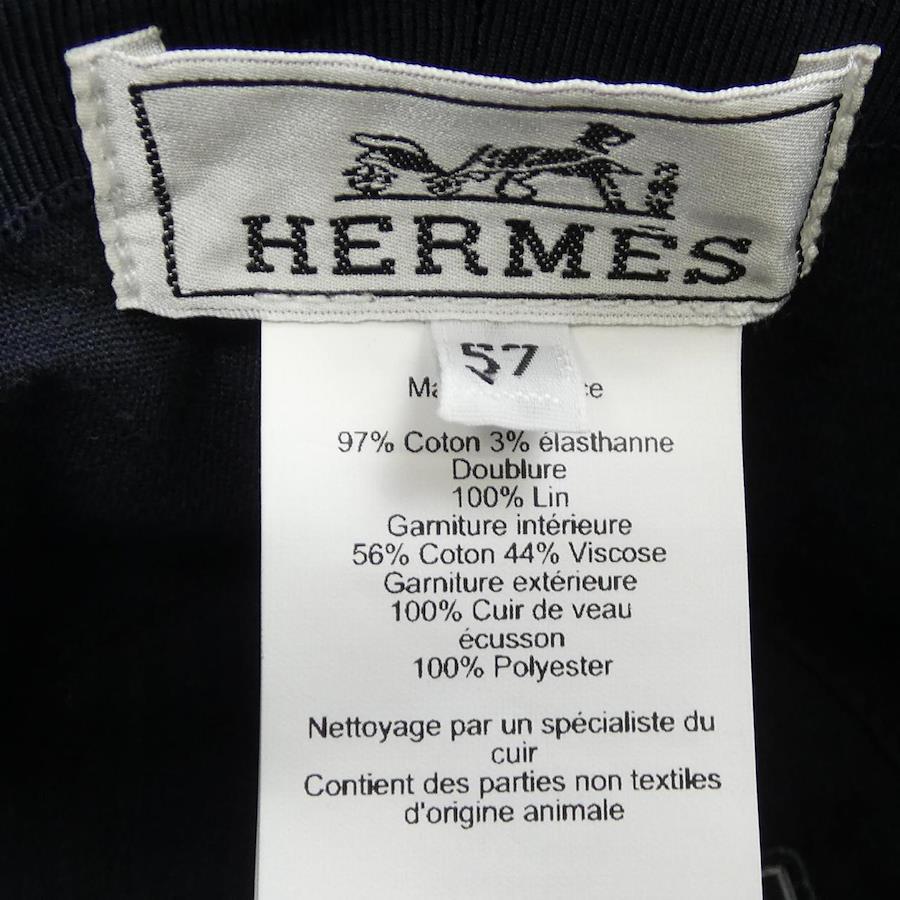 HERMES
57
97% Coton 3% élasthanne
Doublure
100% Lin
Garniture intérieure
56% Coton 44% Viscose
Garniture extérieure
100% Cuir de veau
écusson
100% Polyester
Nettoyage par un spécialiste du
cuir
Contient des parties non textiles
d'origine animale